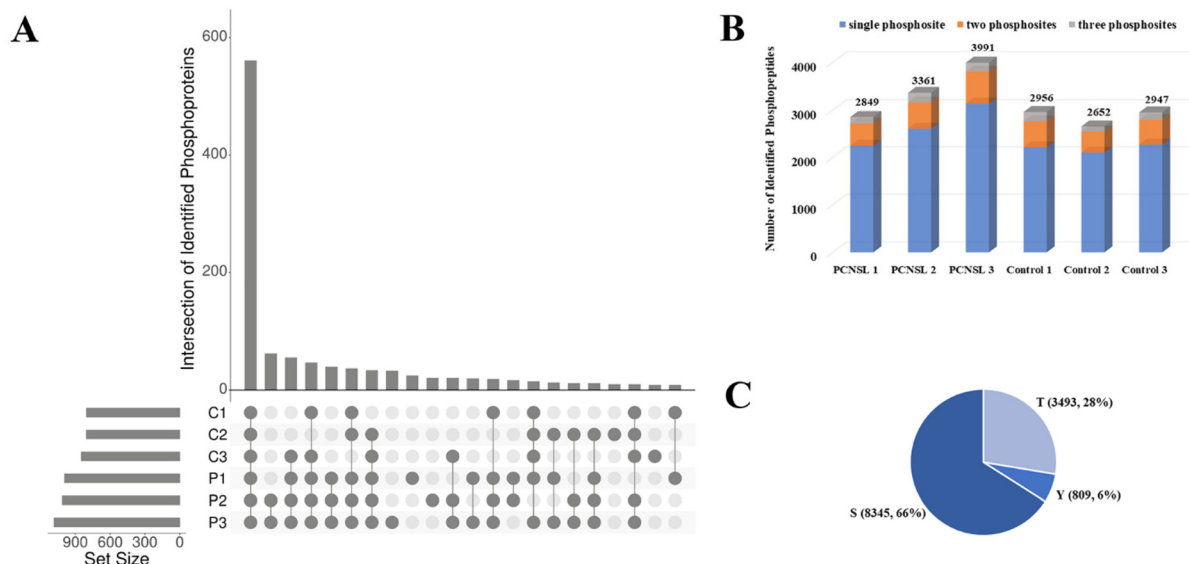 A
Intersection of Identified Phosphoproteins
600
400
200
0
C1
C2
C3
P1
P2
P3
900 600 300 0
Set Size
B
single phosphosite two phosphosites three phosphosites
Number of Identified Phosphopeptides
4000
3000
2000
1000
0
2849
3361
3991
2956
2652
2947
PCNSL 1 PCNSL 2 PCNSL 3 Control 1 Control 2 Control 3
C
T (3493, 28%)
Y (809, 6%)
S (8345, 66%)